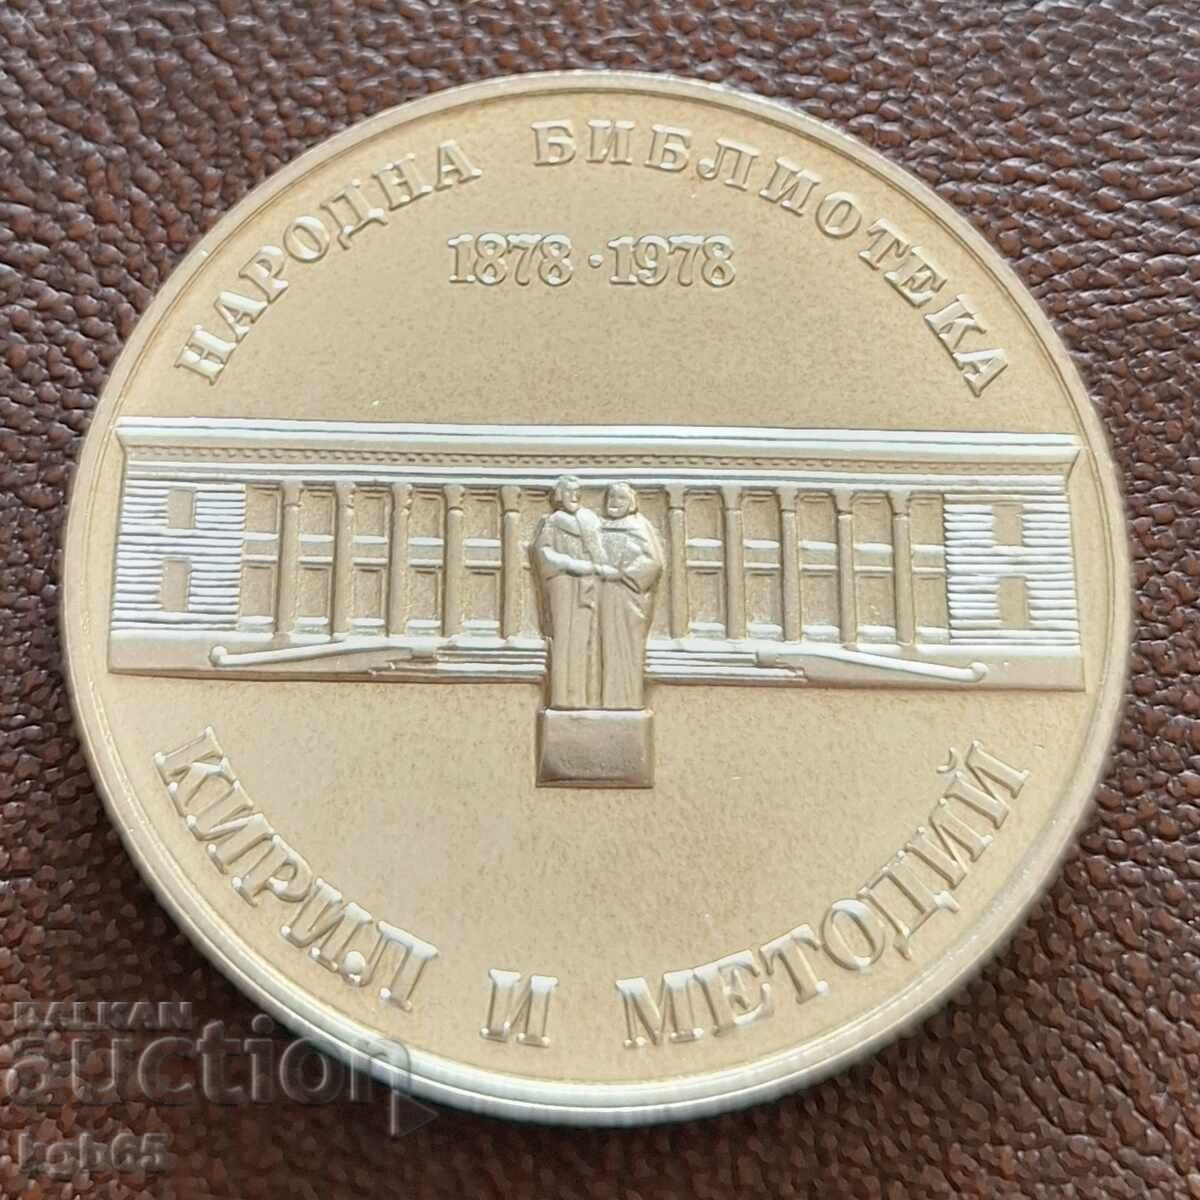 НАРОДНА БИБЛИОТЕКА
1878·1978
КИРИЛ И МЕТОДИЙ
BALKAN
auction
kgb65